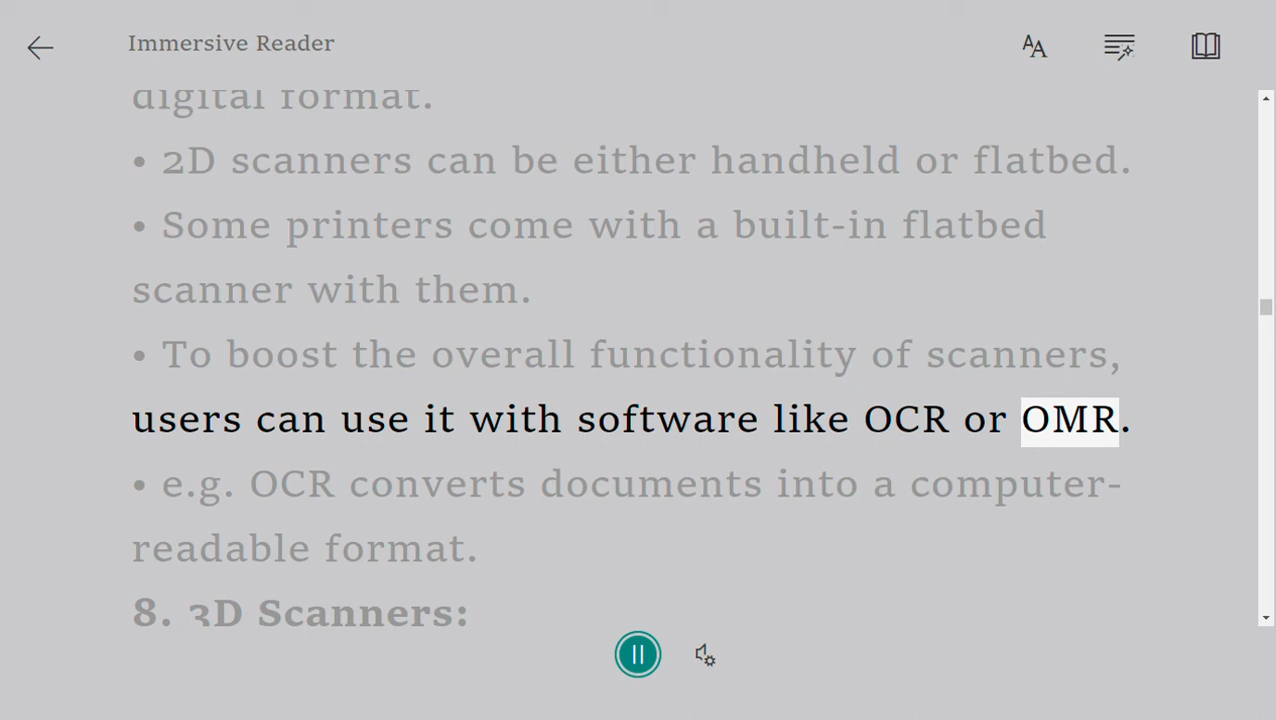 Immersive Reader
digital format.
• 2D scanners can be either handheld or flatbed.
• Some printers come with a built-in flatbed
scanner with them.
• To boost the overall functionality of scanners,
users can use it with software like OCR or OMR.
• e.g. OCR converts documents into a computer-
readable format.
8. 3D Scanners: